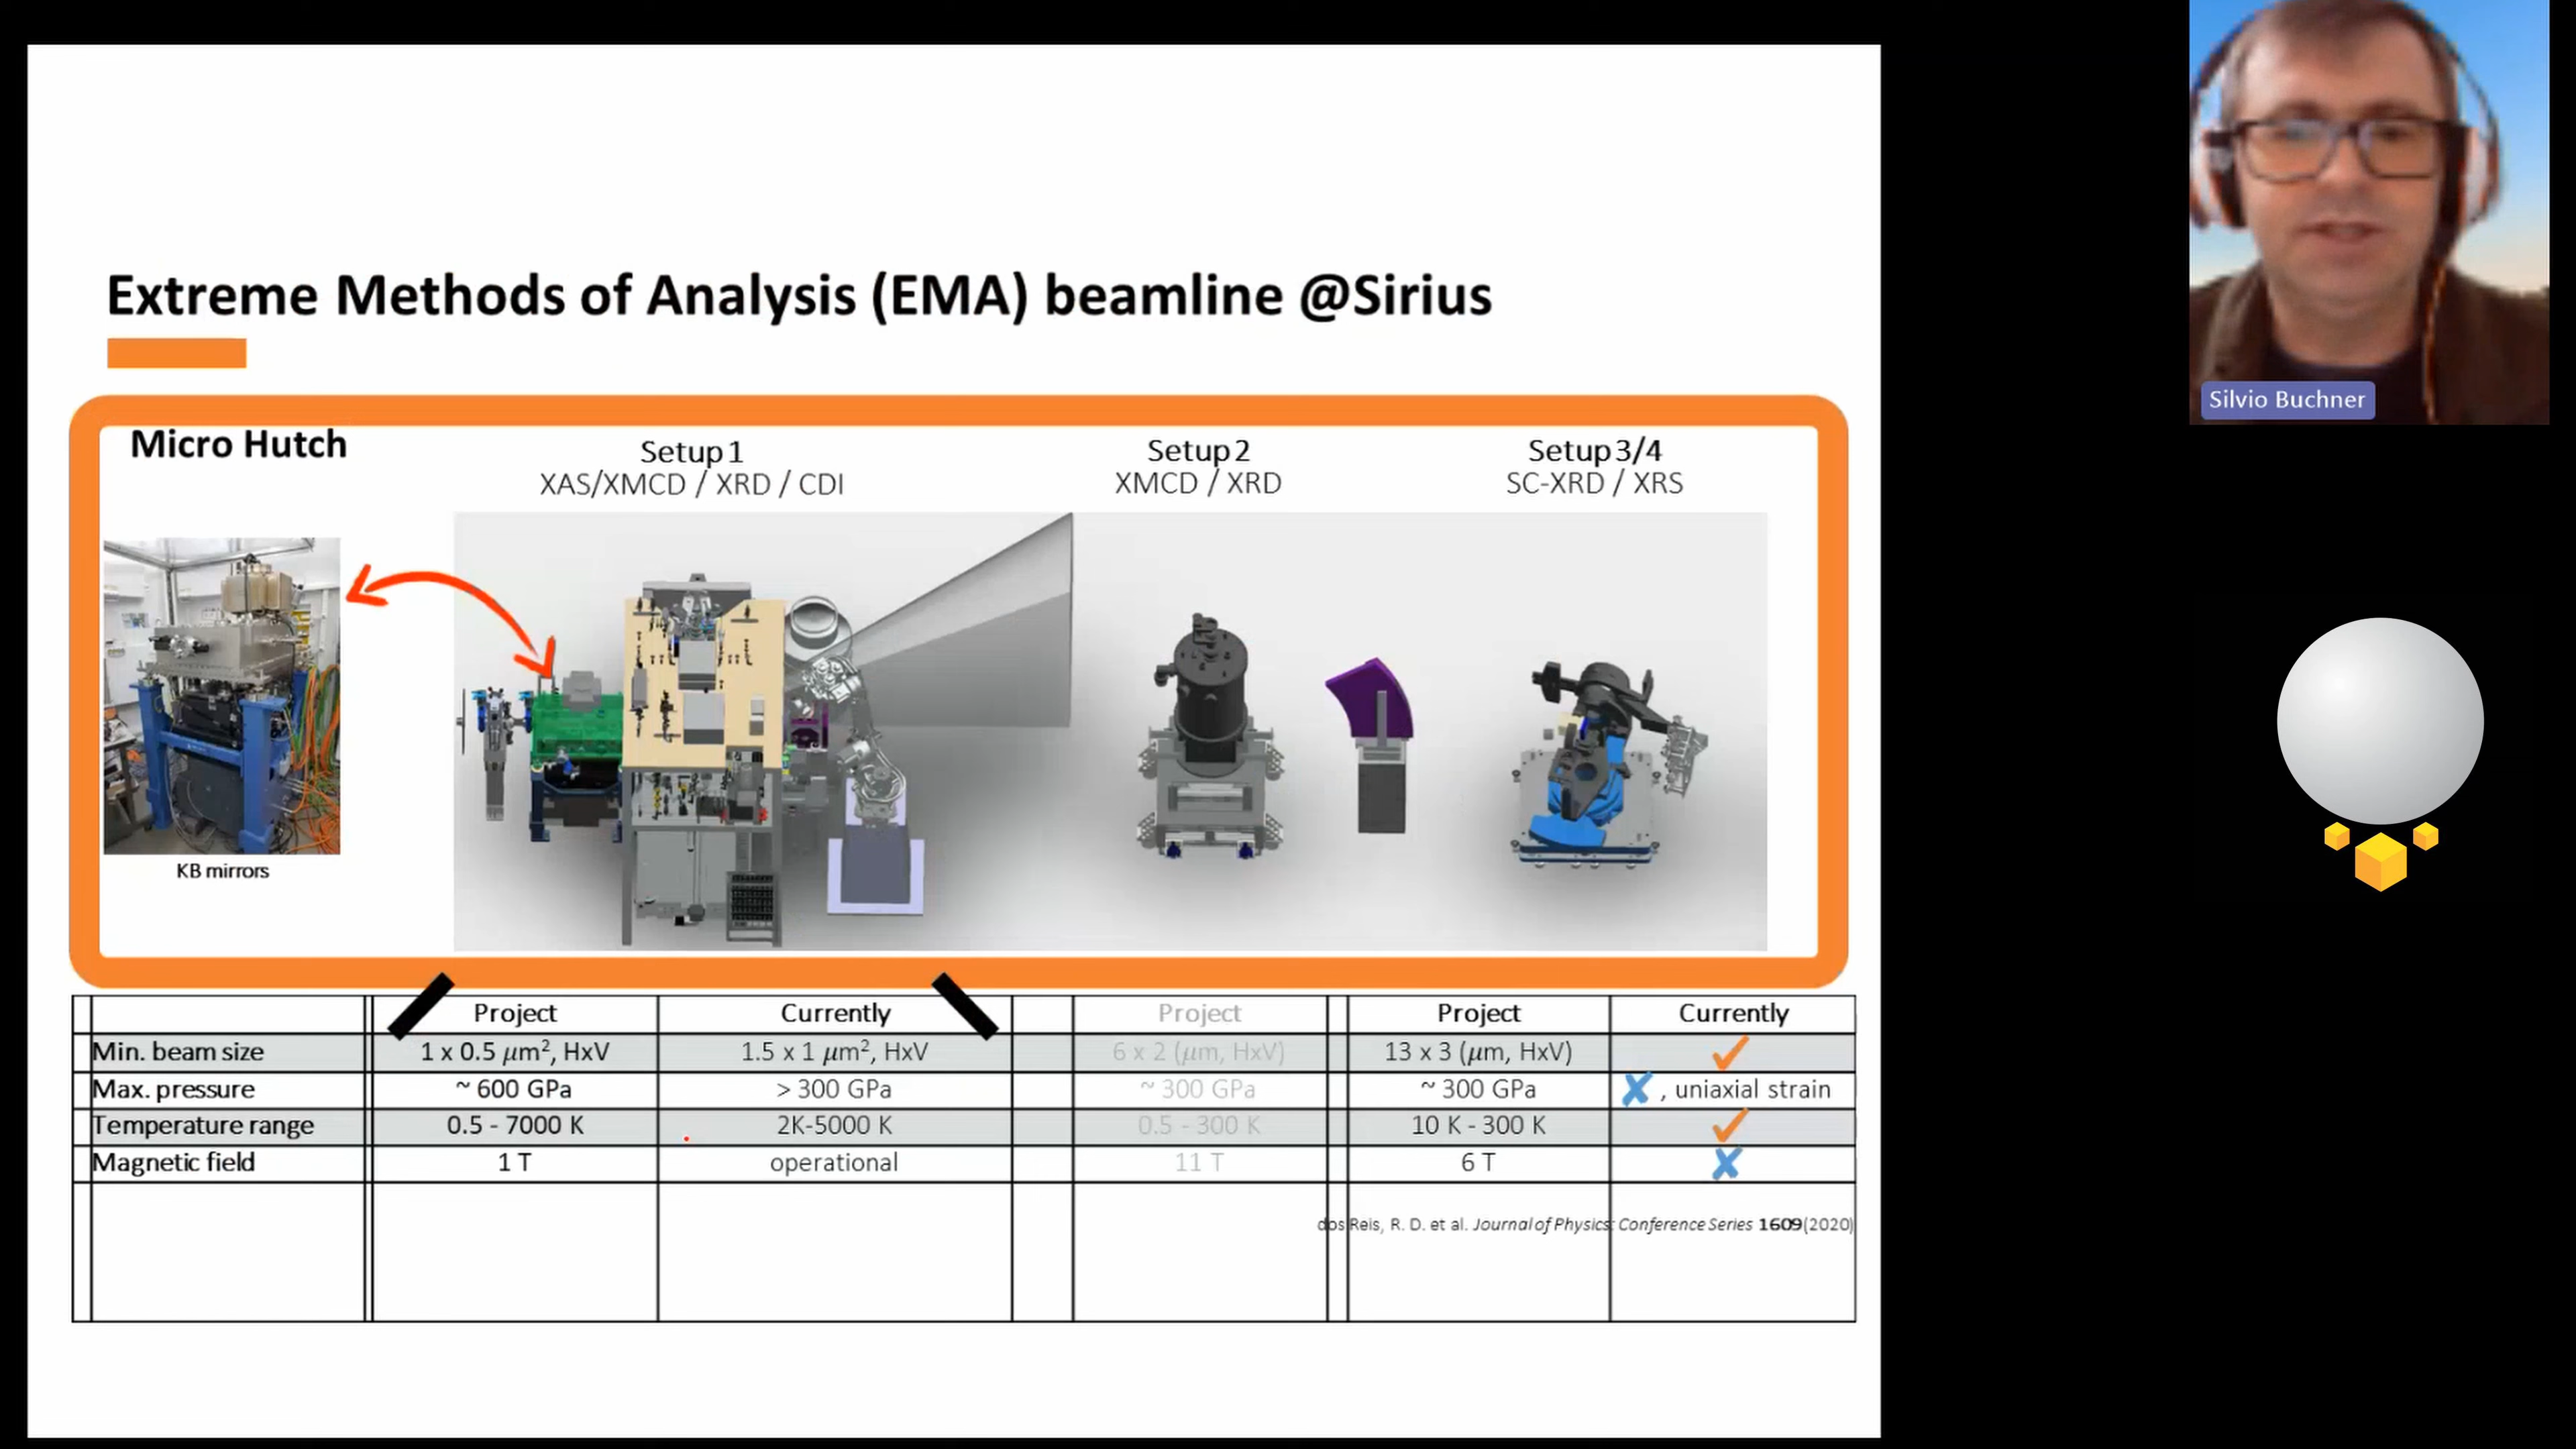 Extreme Methods of Analysis (EMA) beamline @Sirius
Silvio Buchner
Micro Hutch
Setup 1
XAS/XMCD / XRD / CDI
Setup 2
XMCD / XRD
Setup 3/4
SC-XRD / XRS
KB mirrors
Project Currently Project Project Currently
Min. beam size 1 x 0.5 μm², HxV 1.5 x 1 μm², HxV 6 x 2 (μm, HxV) 13 x 3 (μm, HxV) ✓
Max. pressure ~ 600 GPa > 300 GPa ~ 300 GPa ~ 300 GPa ✘ , uniaxial strain
Temperature range 0.5 - 7000 K 2K-5000 K 0.5 - 300 K 10 K - 300 K ✓
Magnetic field 1 T operational 11 T 6 T ✘
dos Reis, R. D. et al. Journal of Physics: Conference Series 1609 (2020)